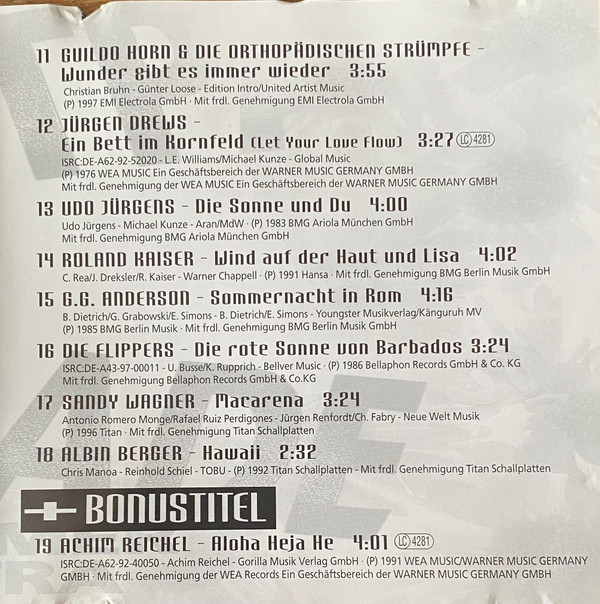 11 GUILDO HORN & DIE ORTHOPÄDISCHEN STRÜMPFE -
Wunder gibt es immer wieder 3:55
Christian Bruhn - Günter Loose - Edition Intro/United Artist Music
(P) 1997 EMI Electrola GmbH · Mit frdl. Genehmigung EMI Electrola GmbH
12 JÜRGEN DREWS -
Ein Bett im Kornfeld (Let Your Love Flow) 3:27 LC 4281
ISRC:DE-A62-92-52020 - L.E. Williams/Michael Kunze - Global Music
(P) 1976 WEA MUSIC Ein Geschäftsbereich der WARNER MUSIC GERMANY GMBH
Mit frdl. Genehmigung der WEA MUSIC Ein Geschäftsbereich der WARNER MUSIC GERMANY GMBH
13 UDO JÜRGENS - Die Sonne und Du 4:00
Udo Jürgens - Michael Kunze - Aran/MdW · (P) 1983 BMG Ariola München GmbH
Mit frdl. Genehmigung BMG Ariola München GmbH
14 ROLAND KAISER - Wind auf der Haut und Lisa 4:02
C. Rea/J. Dreksler/R. Kaiser - Warner Chappell · (P) 1991 Hansa · Mit frdl. Genehmigung BMG Berlin Musik GmbH
15 G.G. ANDERSON - Sommernacht in Rom 4:16
B. Dietrich/G. Grabowski/E. Simons - B. Dietrich/E. Simons - Youngster Musikverlag/Känguruh MV
(P) 1985 BMG Berlin Musik · Mit frdl. Genehmigung BMG Berlin Musik GmbH
16 DIE FLIPPERS - Die rote Sonne von Barbados 3:24
ISRC:DE-A43-97-00011 - U. Busse/K. Rupprich - Bellver Music · (P) 1986 Bellaphon Records GmbH & Co. KG
Mit frdl. Genehmigung Bellaphon Records GmbH & Co.KG
17 SANDY WAGNER - Macarena 3:24
Antonio Romero Monge/Rafael Ruiz Perdigones - Jürgen Renfordt/Ch. Fabry - Neue Welt Musik
(P) 1996 Titan · Mit frdl. Genehmigung Titan Schallplatten
18 ALBIN BERGER - Hawaii 2:32
Chris Manoa - Reinhold Schiel - TOBU - (P) 1992 Titan Schallplatten - Mit frdl. Genehmigung Titan Schallplatten
BONUSTITEL
19 ACHIM REICHEL - Aloha Heja He 4:01 LC 4281
ISRC:DE-A62-92-40050 - Achim Reichel - Gorilla Musik Verlag GmbH · (P) 1991 WEA MUSIC/WARNER MUSIC GERMANY
GMBH · Mit frdl. Genehmigung der WEA Records Ein Geschäftsbereich der WARNER MUSIC GERMANY GMBH